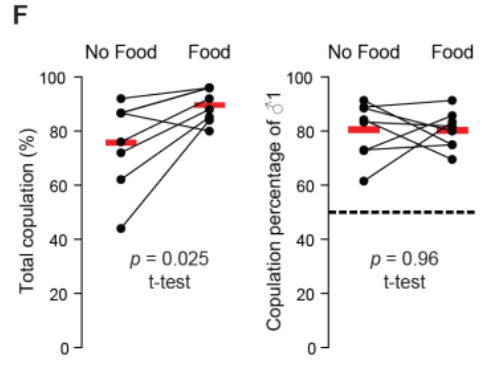 F
No Food Food
Total copulation (%)
100
80
60
40
20
0
p = 0.025
t-test
No Food Food
Copulation percentage of ♂1
100
80
60
40
20
0
p = 0.96
t-test